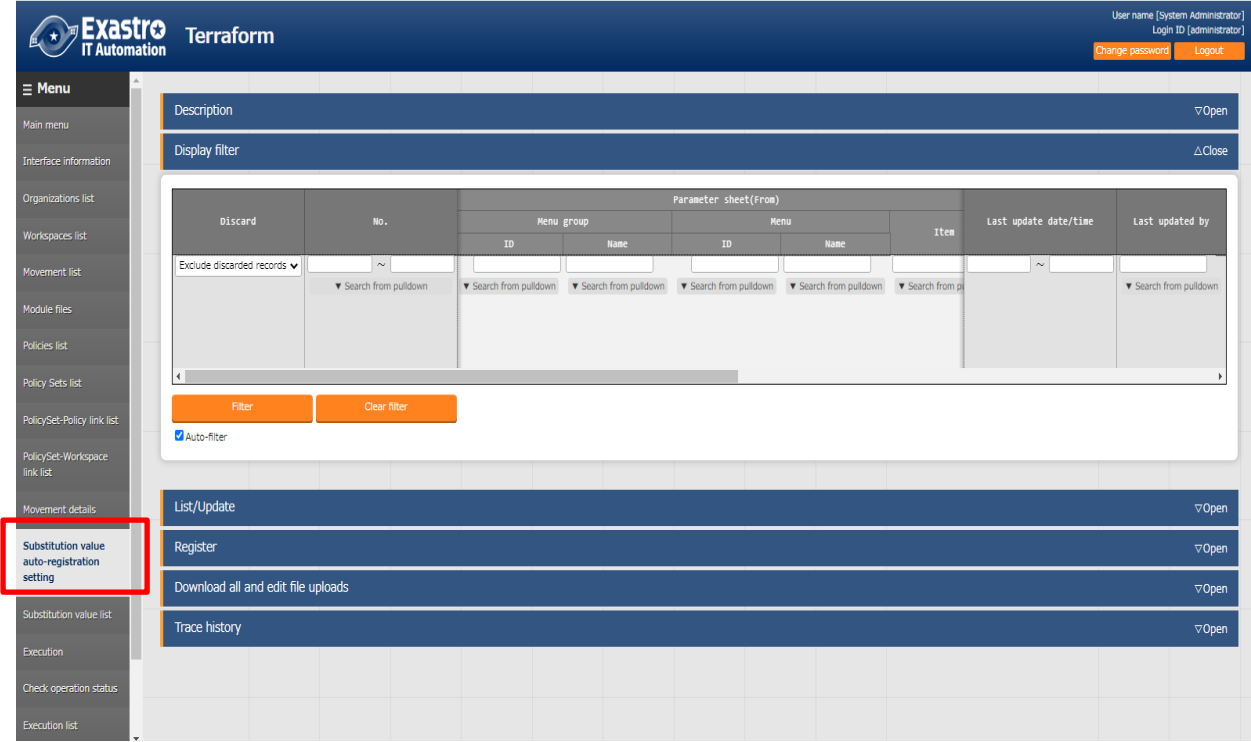 Exastro
IT Automation
Terraform
User name [System Administrator]
Login ID [administrator]
Change password
Logout
Menu
Main menu
Interface information
Organizations list
Workspaces list
Movement list
Module files
Policies list
Policy Sets list
PolicySet-Policy link list
PolicySet-Workspace
link list
Movement details
Substitution value
auto-registration
setting
Substitution value list
Execution
Check operation status
Execution list
Description ▽Open
Display filter △Close
Parameter sheet(From)
Discard No. Menu group Menu Item Last update date/time Last updated by
ID Name ID Name
Exclude discarded records ~ ~
▼ Search from pulldown ▼ Search from pulldown ▼ Search from pulldown ▼ Search from pulldown ▼ Search from pulldown ▼ Search from pu ▼ Search from pulldown
Filter Clear filter
Auto-filter
List/Update ▽Open
Register ▽Open
Download all and edit file uploads ▽Open
Trace history ▽Open